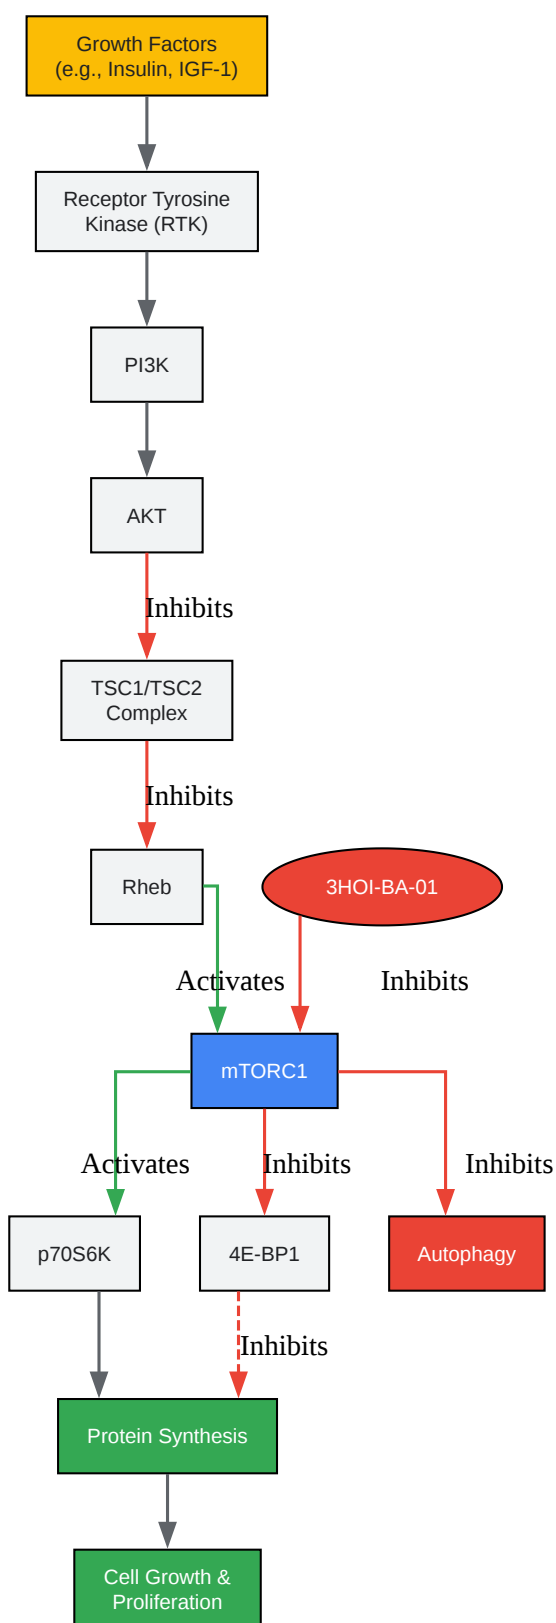 Growth Factors
(e.g., Insulin, IGF-1)
Receptor Tyrosine
Kinase (RTK)
PI3K
AKT
Inhibits
TSC1/TSC2
Complex
Inhibits
Rheb
3HOI-BA-01
Activates
Inhibits
mTORC1
Activates
Inhibits
Inhibits
p70S6K
4E-BP1
Autophagy
Inhibits
Protein Synthesis
Cell Growth &
Proliferation